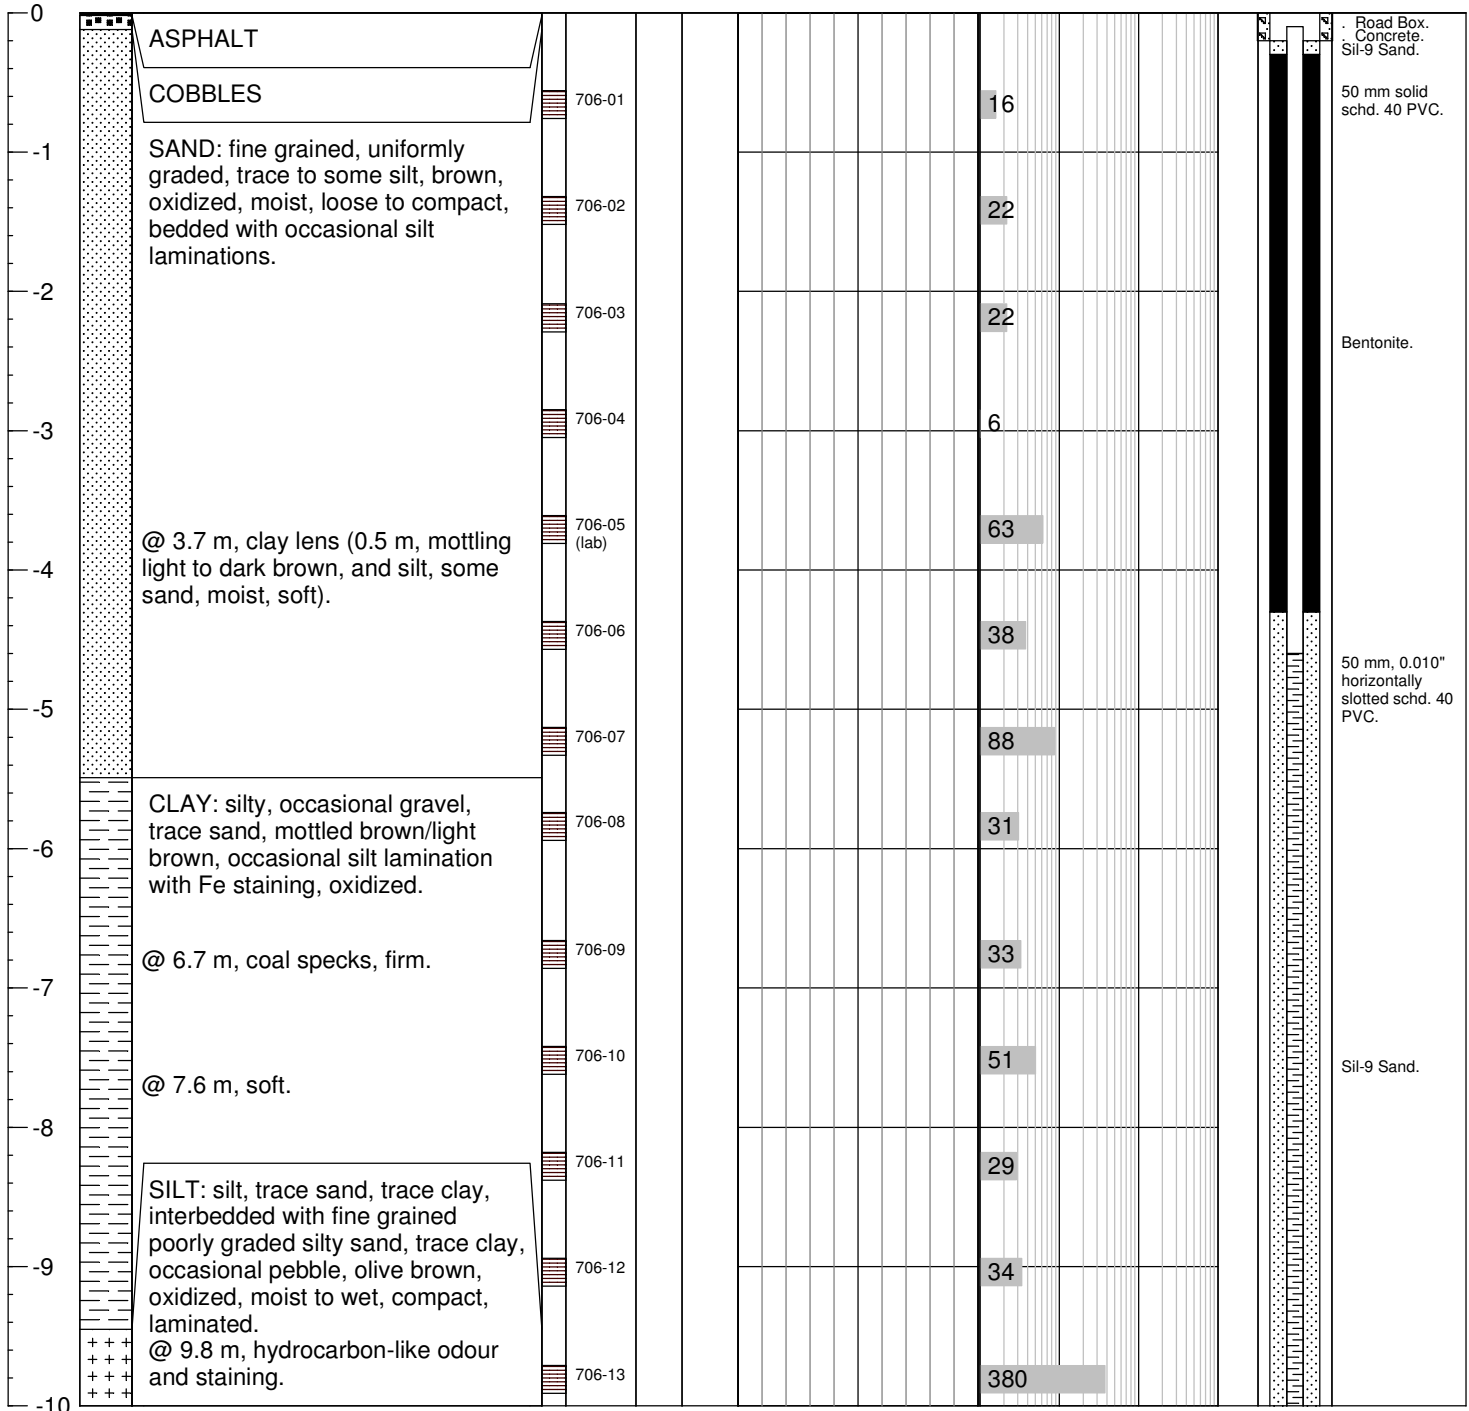 0
-1
-2
-3
-4
-5
-6
-7
-8
-9
-10
ASPHALT
COBBLES
SAND: fine grained, uniformly
graded, trace to some silt, brown,
oxidized, moist, loose to compact,
bedded with occasional silt
laminations.
@ 3.7 m, clay lens (0.5 m, mottling
light to dark brown, and silt, some
sand, moist, soft).
CLAY: silty, occasional gravel,
trace sand, mottled brown/light
brown, occasional silt lamination
with Fe staining, oxidized.
@ 6.7 m, coal specks, firm.
@ 7.6 m, soft.
SILT: silt, trace sand, trace clay,
interbedded with fine grained
poorly graded silty sand, trace clay,
occasional pebble, olive brown,
oxidized, moist to wet, compact,
laminated.
@ 9.8 m, hydrocarbon-like odour
and staining.
706-01
706-02
706-03
706-04
706-05
(lab)
706-06
706-07
706-08
706-09
706-10
706-11
706-12
706-13
16
22
22
6
63
38
88
31
33
51
29
34
380
. Road Box.
. Concrete.
Sil-9 Sand.
50 mm solid
schd. 40 PVC.
Bentonite.
50 mm, 0.010"
horizontally
slotted schd. 40
PVC.
Sil-9 Sand.